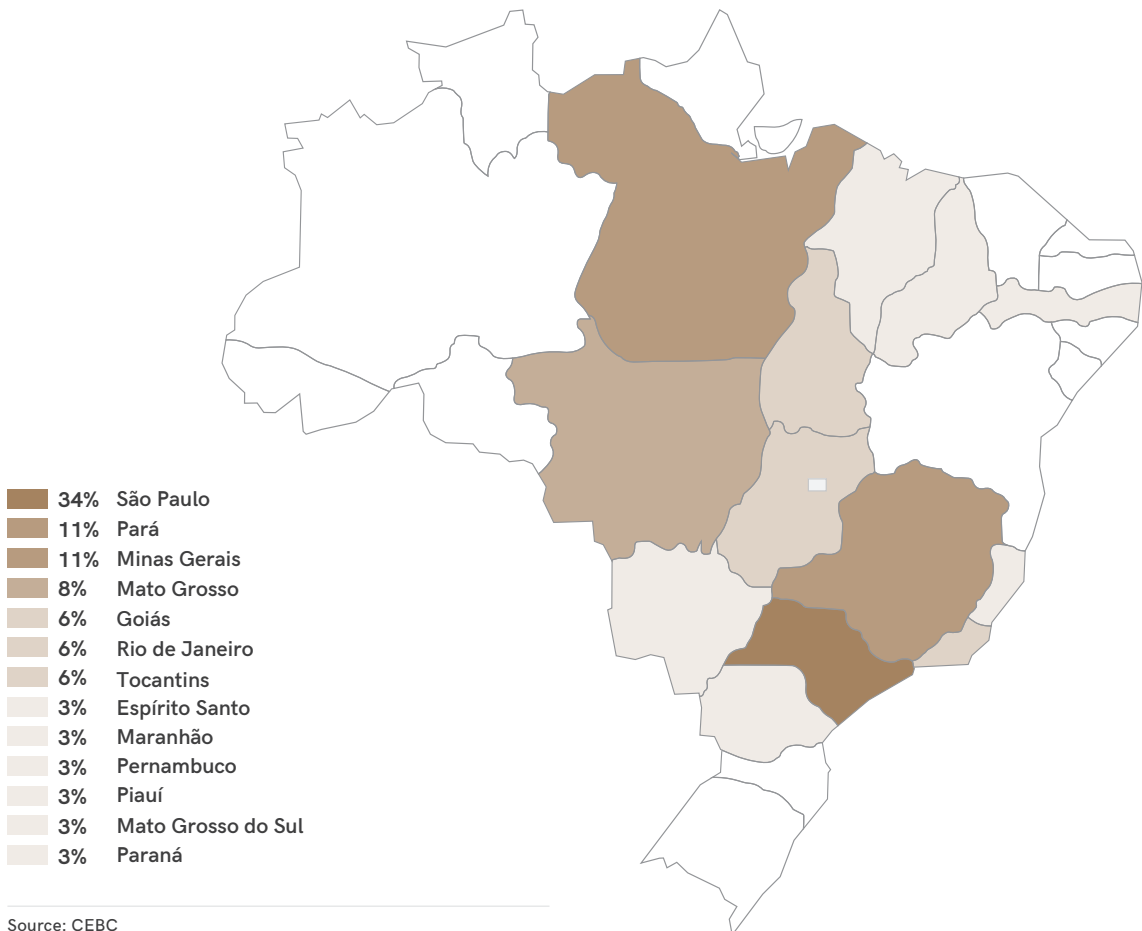 34% São Paulo
11% Pará
11% Minas Gerais
8% Mato Grosso
6% Goiás
6% Rio de Janeiro
6% Tocantins
3% Espírito Santo
3% Maranhão
3% Pernambuco
3% Piauí
3% Mato Grosso do Sul
3% Paraná
Source: CEBC